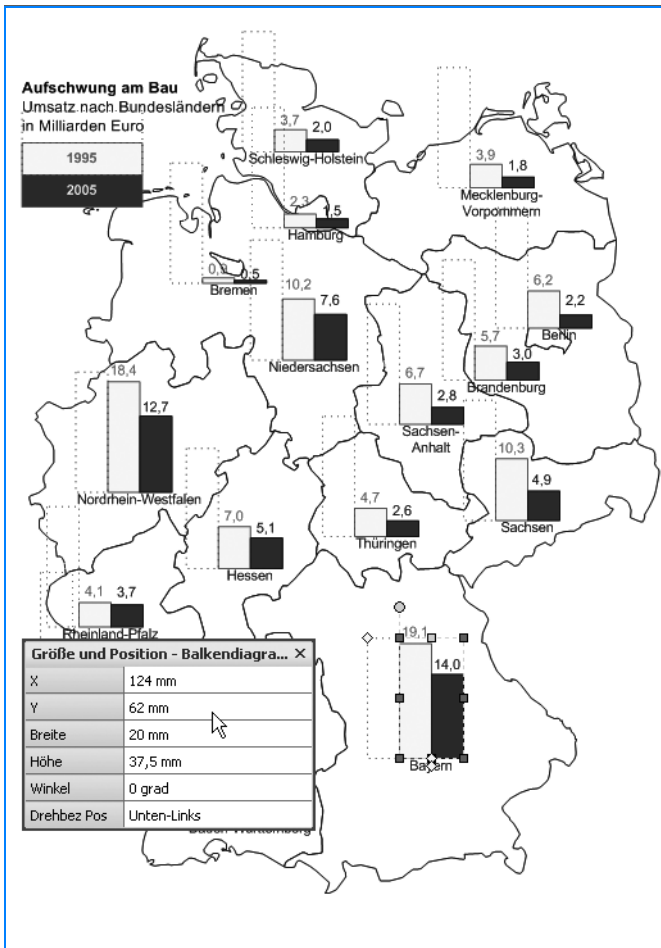 Aufschwung am Bau
Umsatz nach Bundesländern
in Milliarden Euro
1995
2005
3,7 2,0
Schleswig-Holstein
3,9 1,8
Mecklenburg-
Vorpommern
2,3 1,5
Hamburg
0,9 0,5
Bremen
10,2 7,6
Niedersachsen
6,2 2,2
Berlin
5,7 3,0
Brandenburg
18,4 12,7
Nordrhein-Westfalen
6,7 2,8
Sachsen-
Anhalt
10,3 4,9
Sachsen
7,0 5,1
Hessen
4,7 2,6
Thüringen
4,1 3,7
Rheinland-Pfalz
19,1 14,0
Bayern
Größe und Position - Balkendiagra...
X 124 mm
Y 62 mm
Breite 20 mm
Höhe 37,5 mm
Winkel 0 grad
Drehbez Pos Unten-Links
Baden-Württemberg